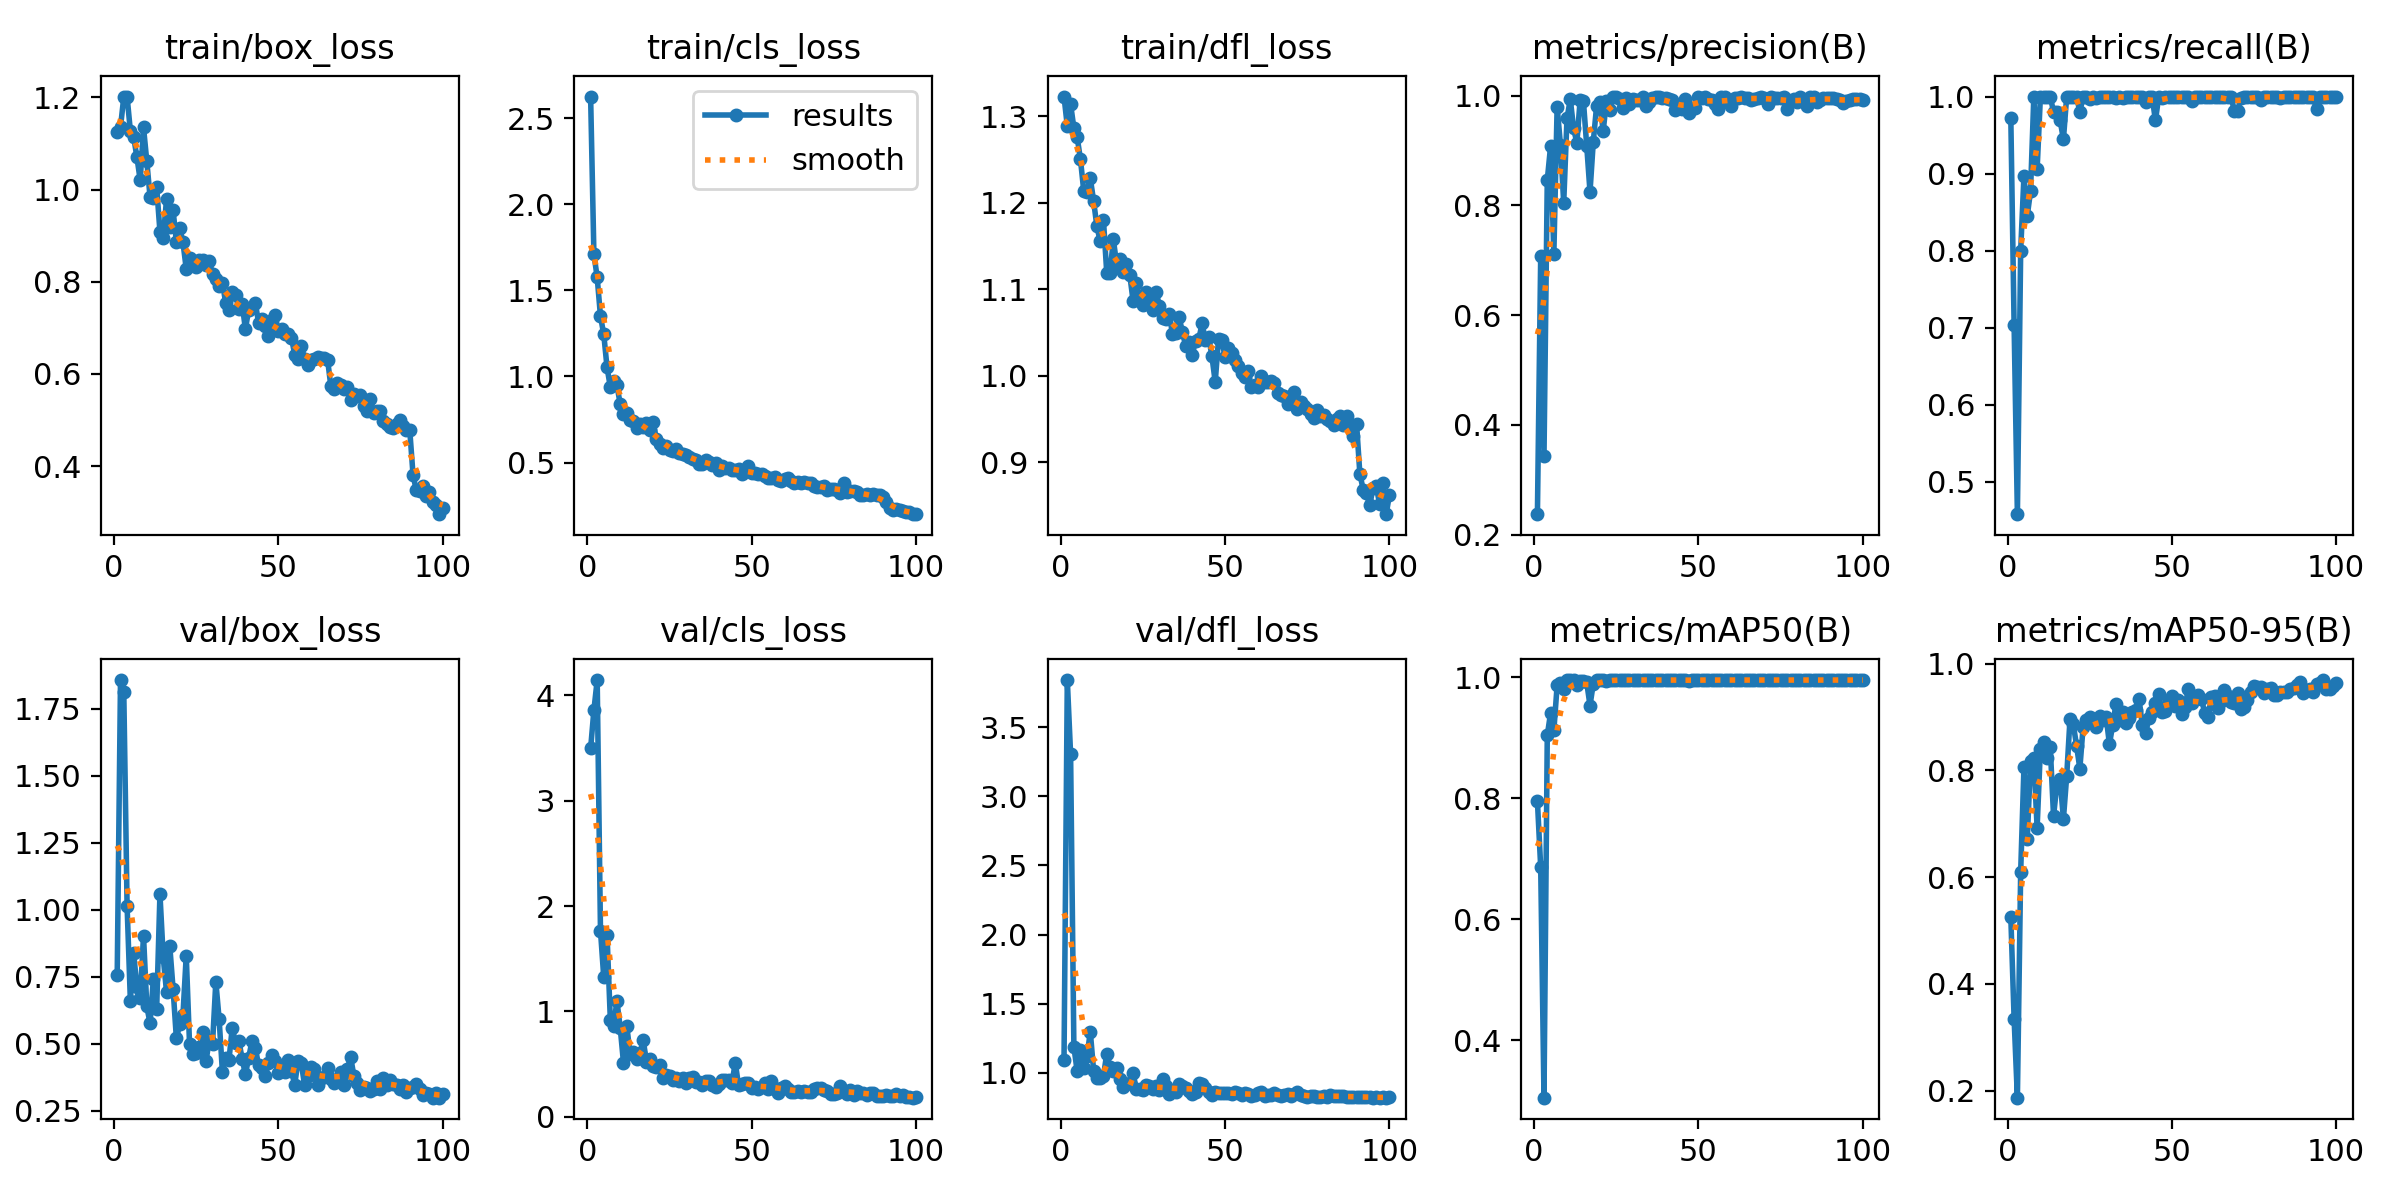 train/box_loss
1.2
1.0
0.8
0.6
0.4
0 50 100
train/cls_loss
results
smooth
2.5
2.0
1.5
1.0
0.5
0 50 100
train/dfl_loss
1.3
1.2
1.1
1.0
0.9
0 50 100
metrics/precision(B)
1.0
0.8
0.6
0.4
0.2
0 50 100
metrics/recall(B)
1.0
0.9
0.8
0.7
0.6
0.5
0 50 100
val/box_loss
1.75
1.50
1.25
1.00
0.75
0.50
0.25
0 50 100
val/cls_loss
4
3
2
1
0
0 50 100
val/dfl_loss
3.5
3.0
2.5
2.0
1.5
1.0
0 50 100
metrics/mAP50(B)
1.0
0.8
0.6
0.4
0 50 100
metrics/mAP50-95(B)
1.0
0.8
0.6
0.4
0.2
0 50 100